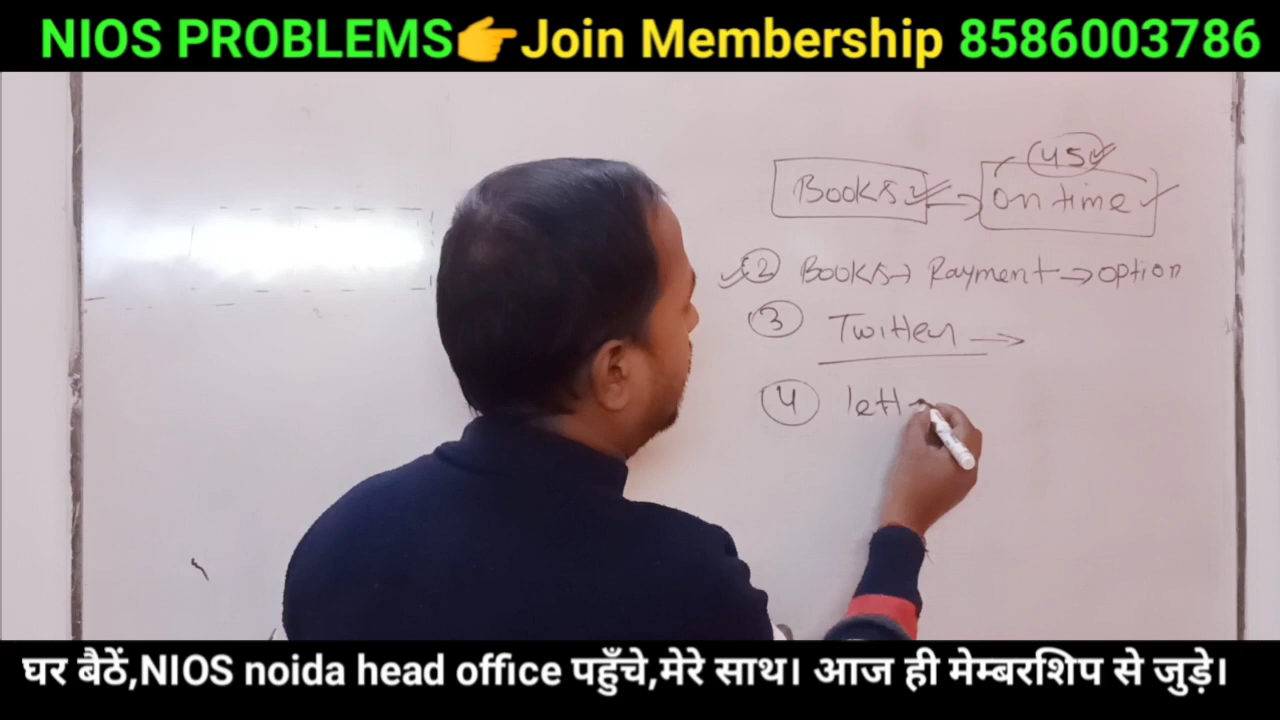 NIOS PROBLEMS👉Join Membership 8586003786
45
Books → on time
2 Books → Payment → option
3 Twitter →
4 lett
घर बैठें,NIOS noida head office पहुँचे,मेरे साथ। आज ही मेम्बरशिप से जुड़े।